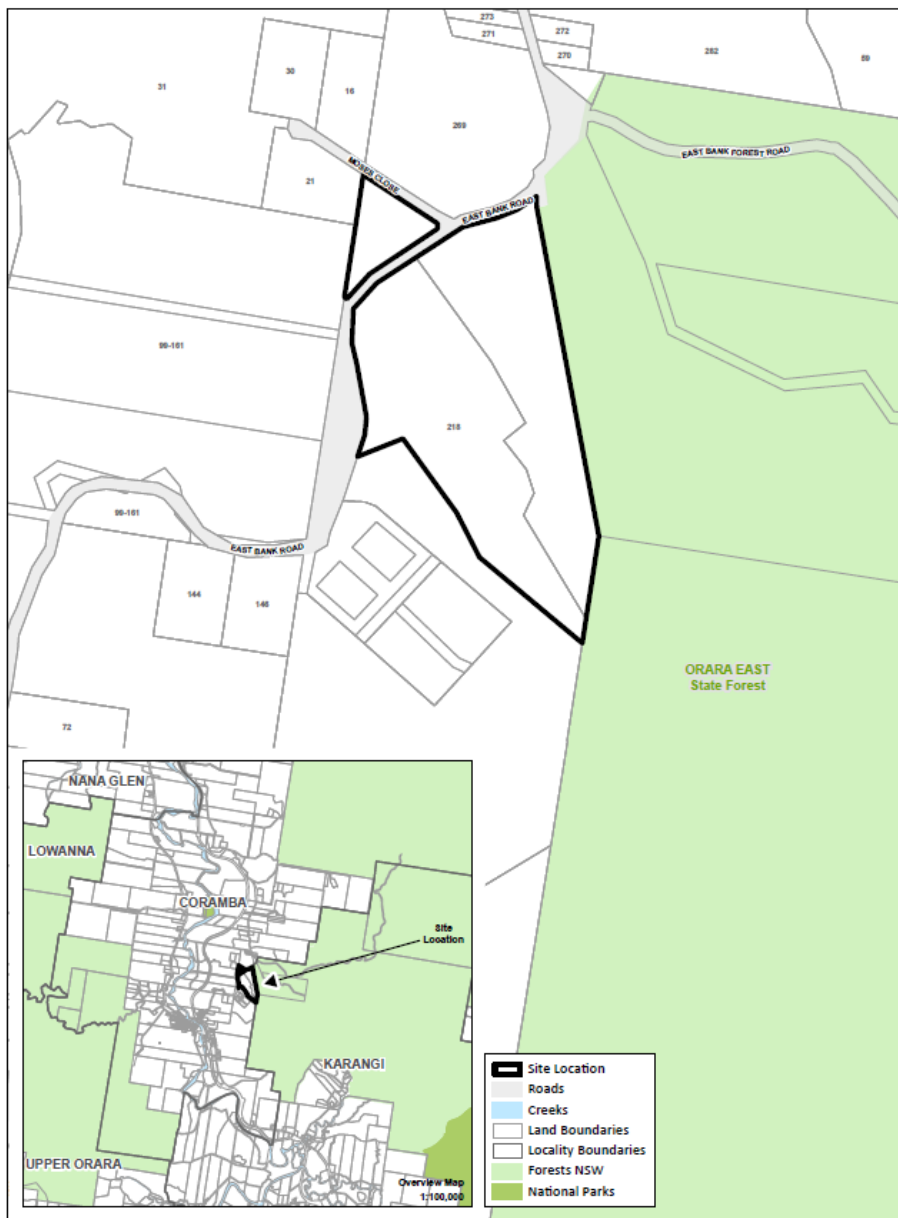 273
271
272
270
282
59
31
30
16
269
21
MOSES CLOSE
EAST BANK ROAD
EAST BANK FOREST ROAD
99-161
218
99-161
EAST BANK ROAD
144
146
72
ORARA EAST
State Forest
NANA GLEN
LOWANNA
CORAMBA
Site
Location
KARANGI
UPPER ORARA
Overview Map
1:100,000
Site Location
Roads
Creeks
Land Boundaries
Locality Boundaries
Forests NSW
National Parks